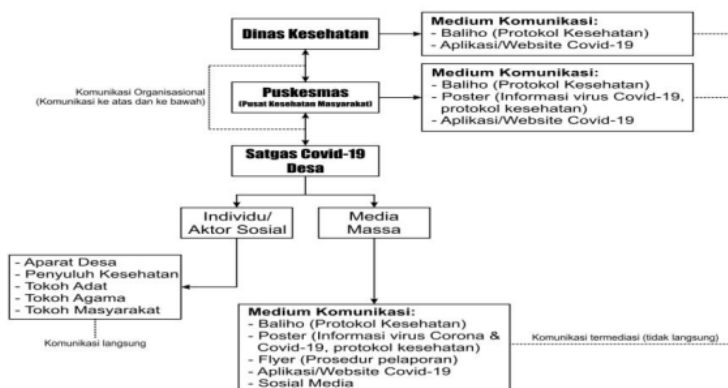 Dinas Kesehatan
Medium Komunikasi:
- Baliho (Protokol Kesehatan)
- Aplikasi/Website Covid-19
Komunikasi Organisasional
(Komunikasi ke atas dan ke bawah)
Puskesmas
(Pusat Kesehatan Masyarakat)
Medium Komunikasi:
- Baliho (Protokol Kesehatan)
- Poster (Informasi virus Covid-19,
protokol kesehatan)
- Aplikasi/Website Covid-19
Satgas Covid-19
Desa
Individu/
Aktor Sosial
Media
Massa
- Aparat Desa
- Penyuluh Kesehatan
- Tokoh Adat
- Tokoh Agama
- Tokoh Masyarakat
Komunikasi langsung
Medium Komunikasi:
- Baliho (Protokol Kesehatan)
- Poster (Informasi virus Corona &
Covid-19, protokol kesehatan)
- Flyer (Prosedur pelaporan)
- Aplikasi/Website Covid-19
- Sosial Media
Komunikasi termediasi (tidak langsung)